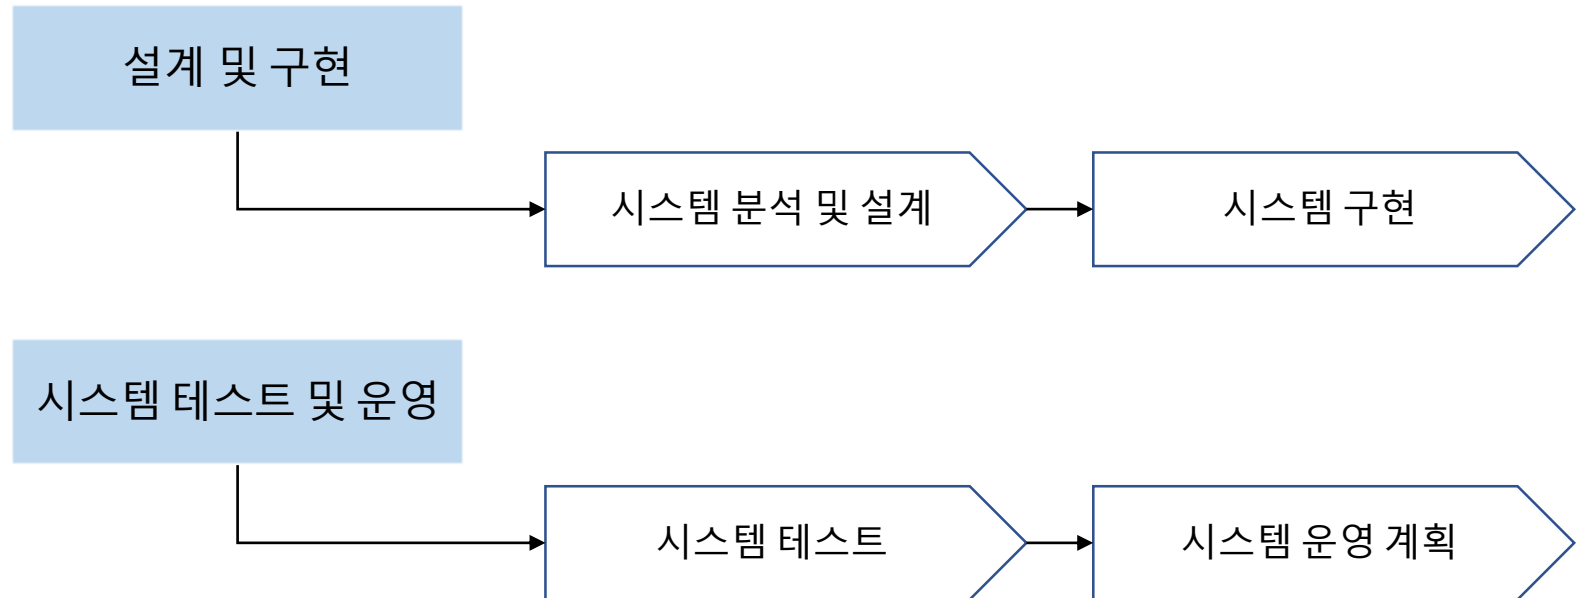 설계 및 구현
시스템 분석 및 설계
시스템 구현
시스템 테스트 및 운영
시스템 테스트
시스템 운영 계획